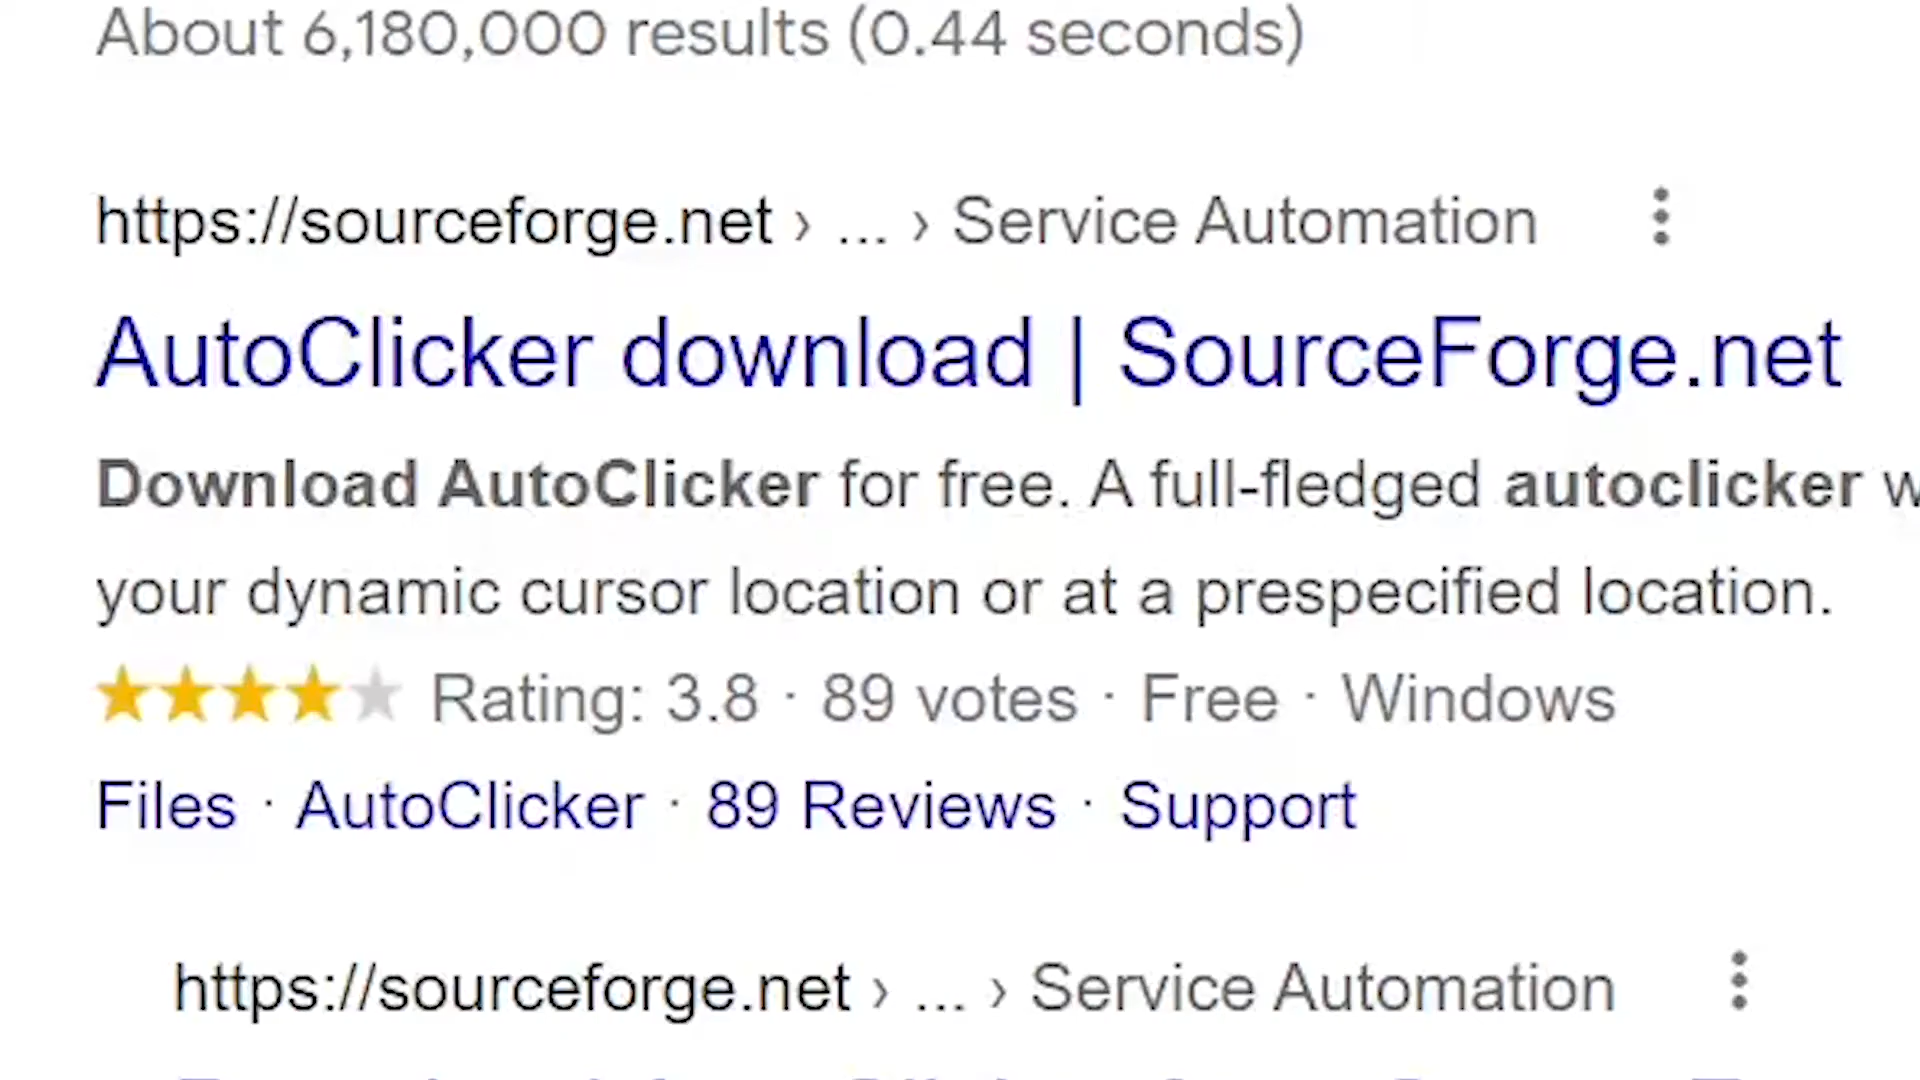 About 6,180,000 results (0.44 seconds)
https://sourceforge.net › ... › Service Automation
AutoClicker download | SourceForge.net
Download AutoClicker for free. A full-fledged autoclicker
your dynamic cursor location or at a prespecified location.
Rating: 3.8 · 89 votes · Free · Windows
Files · AutoClicker · 89 Reviews · Support
https://sourceforge.net › ... › Service Automation